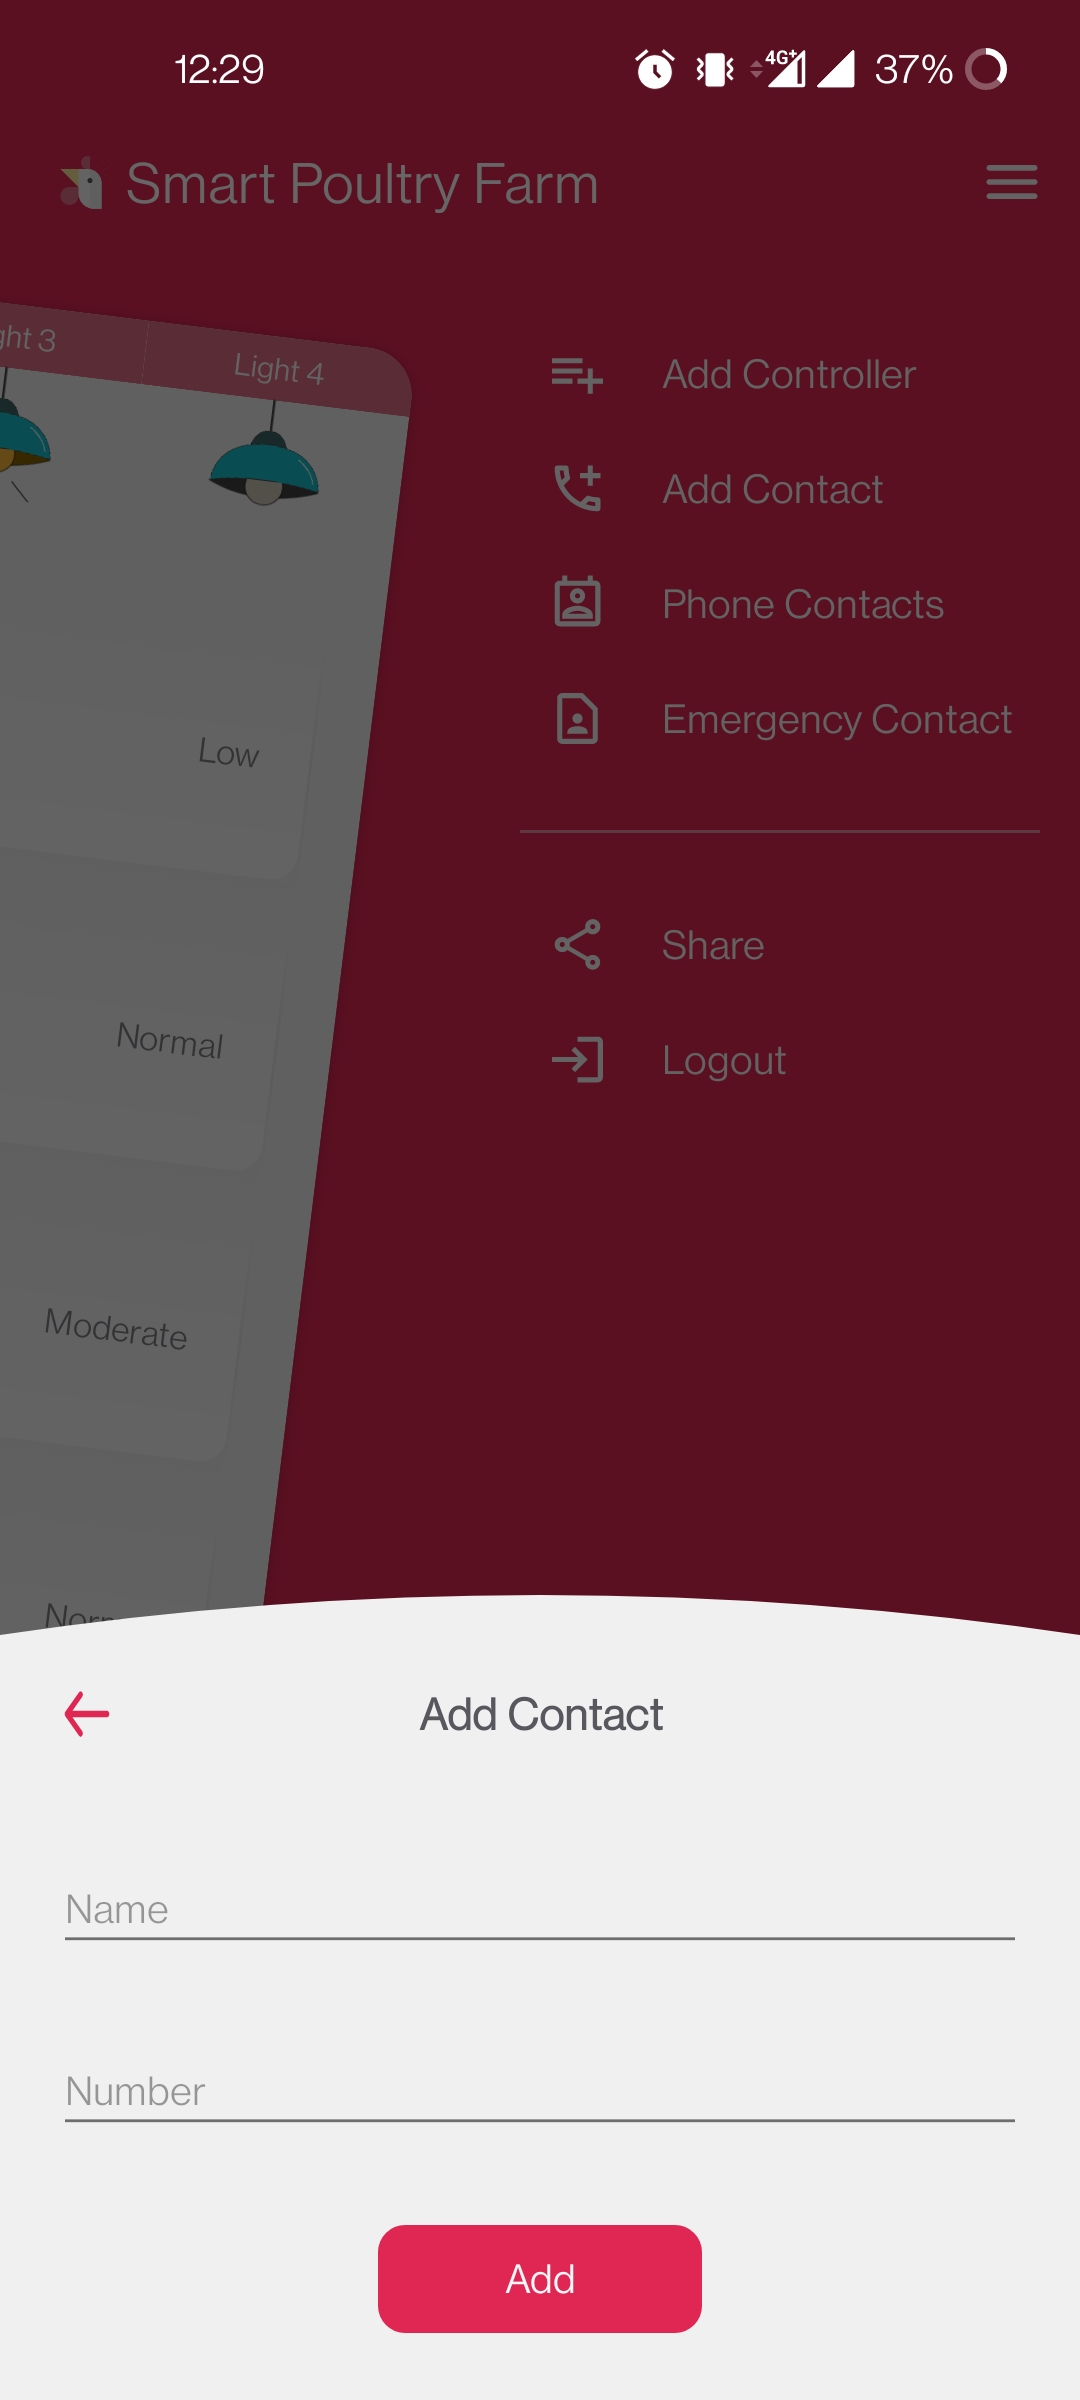 12:29
4G+
37%
Smart Poultry Farm
ght 3
Light 4
Add Controller
Add Contact
Phone Contacts
Emergency Contact
Low
Share
Normal
Logout
Moderate
Nor
Add Contact
Name
Number
Add